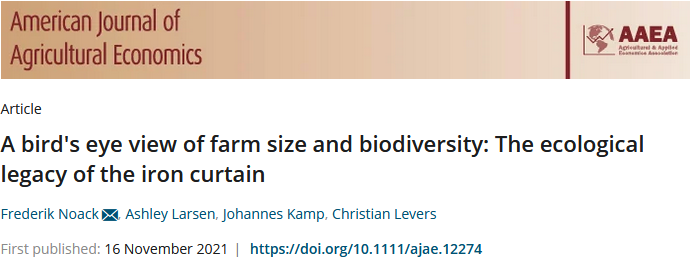 American Journal of
Agricultural Economics
AAEA
Agricultural & Applied
Economics Association
Article
A bird's eye view of farm size and biodiversity: The ecological
legacy of the iron curtain
Frederik Noack, Ashley Larsen, Johannes Kamp, Christian Levers
First published: 16 November 2021 | https://doi.org/10.1111/ajae.12274